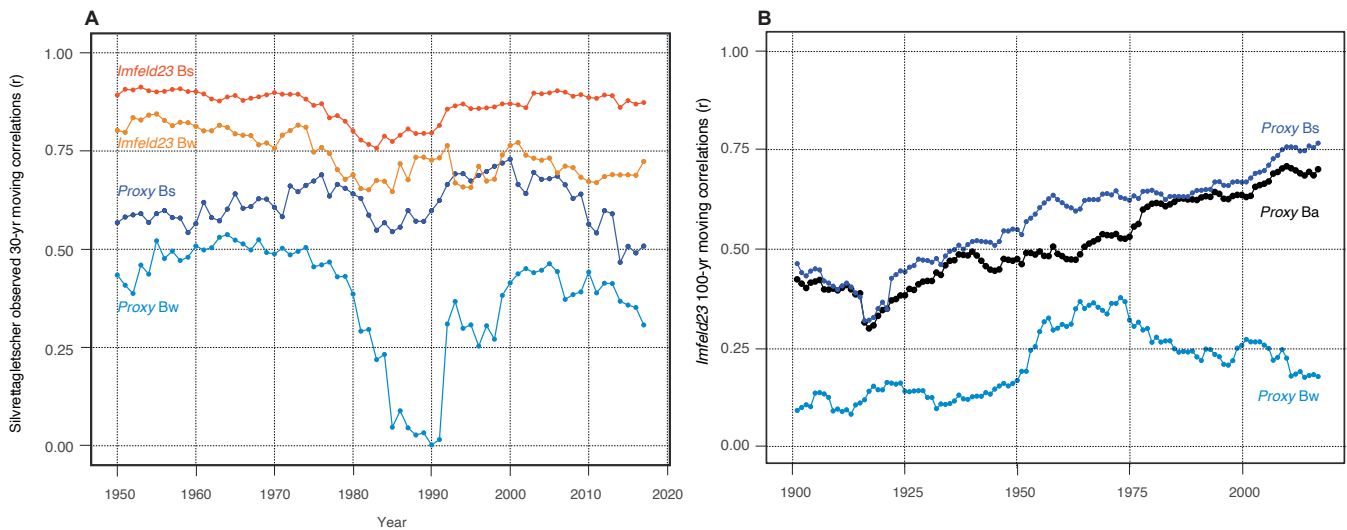 A
Silvrettagletscher observed 30-yr moving correlations (r)
1.00
0.75
0.50
0.25
0.00
Imfeld23 Bs
Imfeld23 Bw
Proxy Bs
Proxy Bw
1950 1960 1970 1980 1990 2000 2010 2020
Year
B
Imfeld23 100-yr moving correlations (r)
1.00
0.75
0.50
0.25
0.00
Proxy Bs
Proxy Ba
Proxy Bw
1900 1925 1950 1975 2000